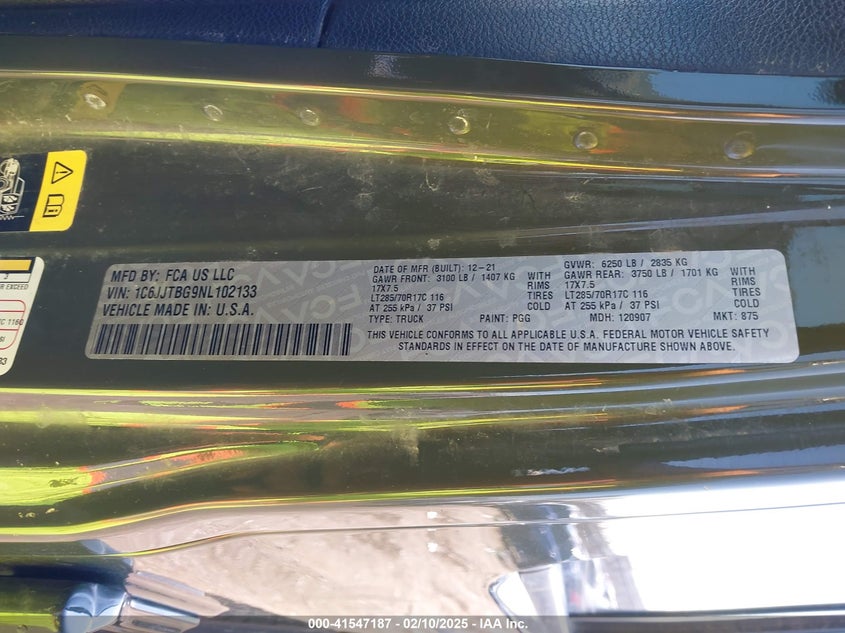 MFD BY: FCA US LLC
VIN: 1C6JJTBG9NL102133
VEHICLE MADE IN: U.S.A.
DATE OF MFR (BUILT): 12-21
GAWR FRONT: 3100 LB / 1407 KG WITH
17X7.5 RIMS
LT285/70R17C 116 TIRES
AT 255 kPa / 37 PSI COLD
TYPE: TRUCK PAINT: PGG
GVWR: 6250 LB / 2835 KG
GAWR REAR: 3750 LB / 1701 KG WITH
17X7.5 RIMS
LT285/70R17C 116 TIRES
AT 255 kPa / 37 PSI COLD
MDH: 120907 MKT: 875
THIS VEHICLE CONFORMS TO ALL APPLICABLE U.S.A. FEDERAL MOTOR VEHICLE SAFETY
STANDARDS IN EFFECT ON THE DATE OF MANUFACTURE SHOWN ABOVE.
3
EXCEED
000-41547187 - 02/10/2025 - IAA Inc.